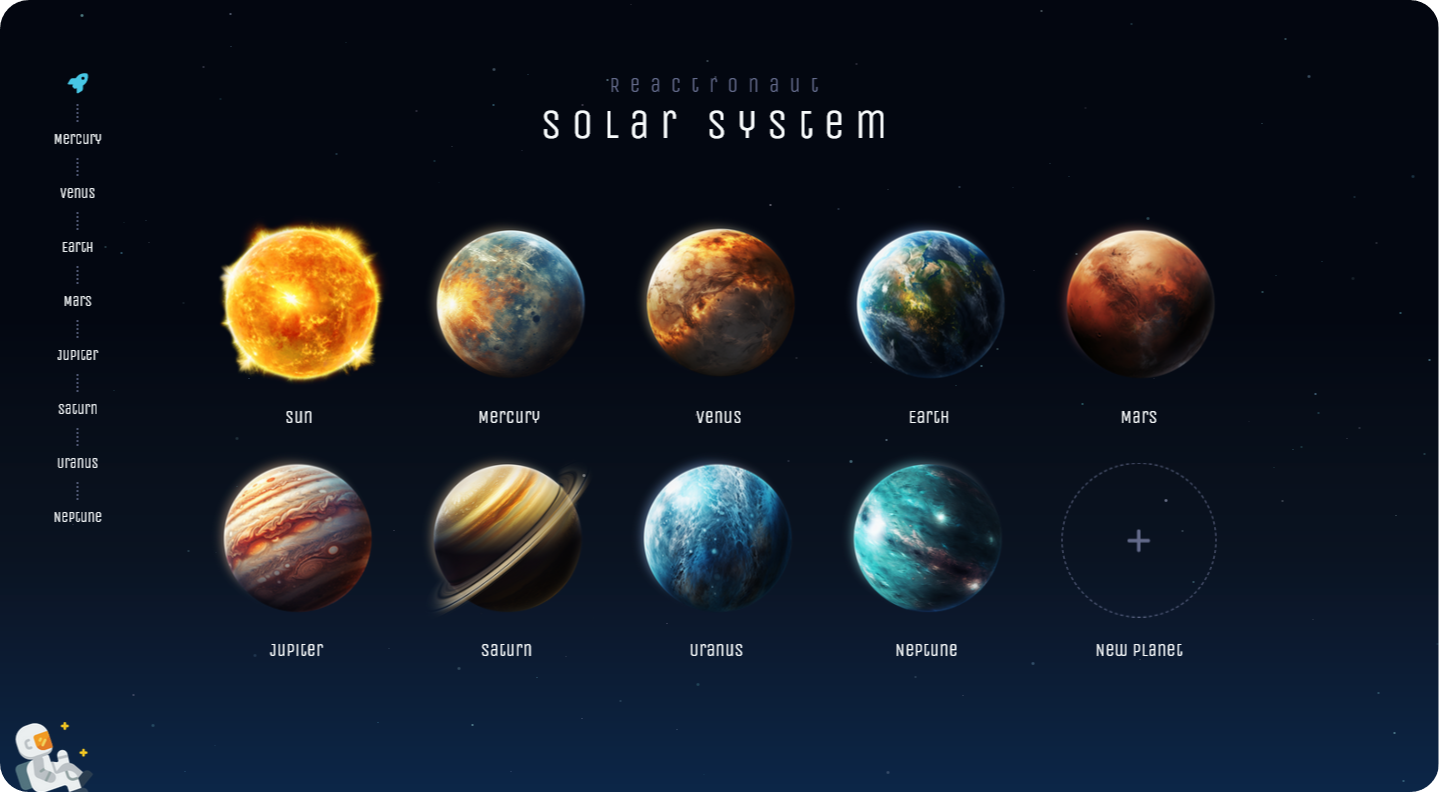 Reactronaut
Solar System
Mercury
Venus
Earth
Mars
Jupiter
Saturn
Uranus
Neptune
Sun
Mercury
Venus
Earth
Mars
Jupiter
Saturn
Uranus
Neptune
New Planet